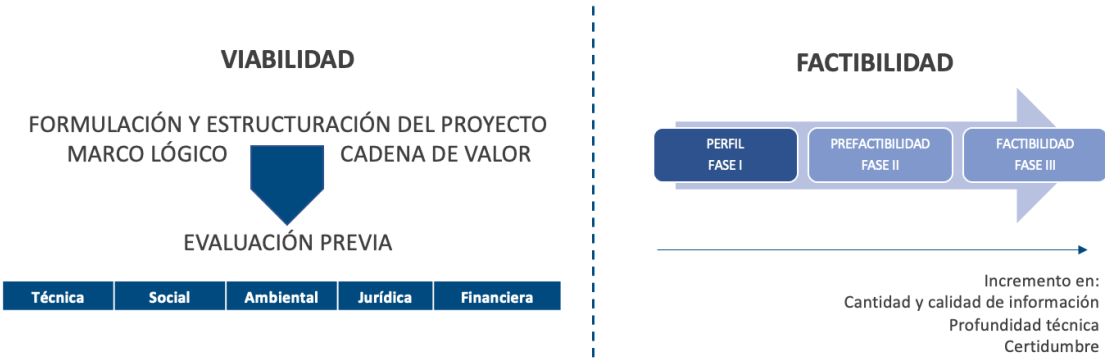 VIABILIDAD
FORMULACIÓN Y ESTRUCTURACIÓN DEL PROYECTO
MARCO LÓGICO CADENA DE VALOR
EVALUACIÓN PREVIA
Técnica Social Ambiental Jurídica Financiera
FACTIBILIDAD
PERFIL
FASE I
PREFACTIBILIDAD
FASE II
FACTIBILIDAD
FASE III
Incremento en:
Cantidad y calidad de información
Profundidad técnica
Certidumbre